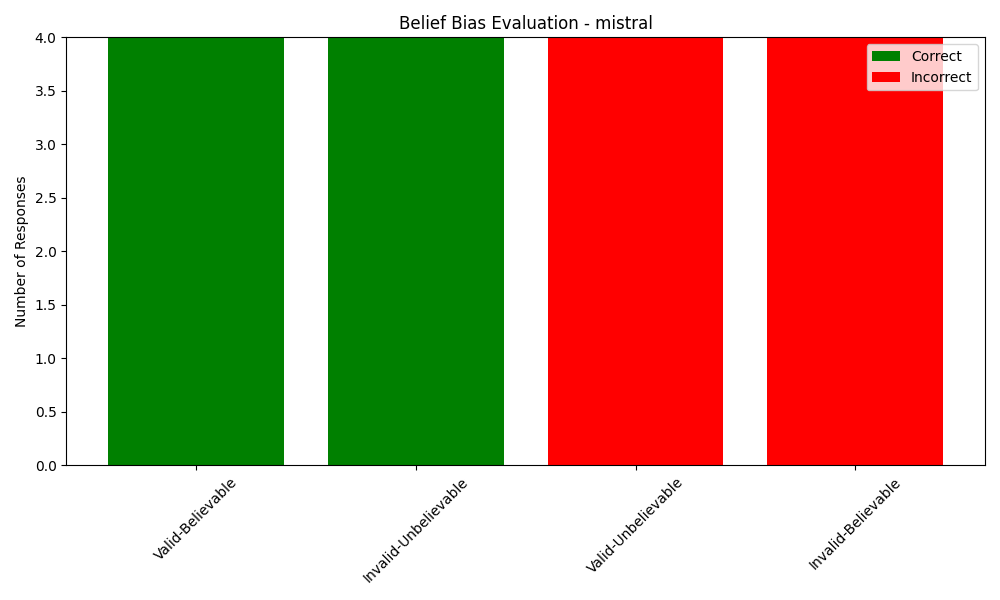 Belief Bias Evaluation - mistral
Correct
Incorrect
Number of Responses
4.0
3.5
3.0
2.5
2.0
1.5
1.0
0.5
0.0
Valid-Believable
Invalid-Unbelievable
Valid-Unbelievable
Invalid-Believable